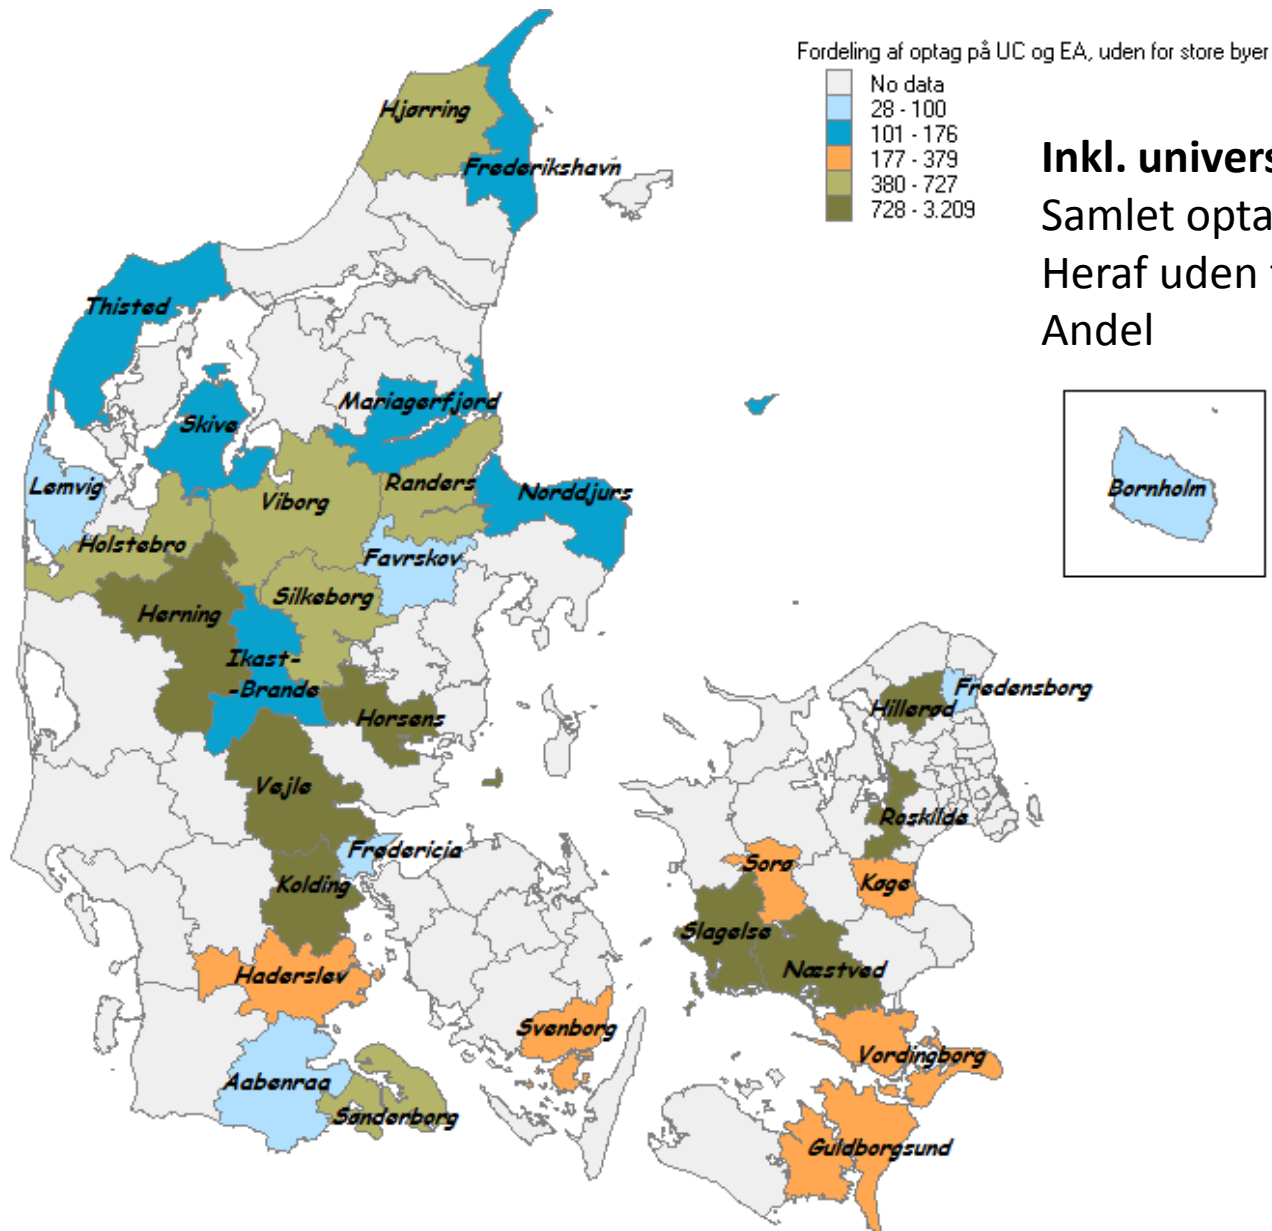 Fordeling af optag på UC og EA, uden for store byer
No data
28 - 100
101 - 176
177 - 379
380 - 727
728 - 3.209
Inkl. univers
Samlet opta
Heraf uden
Andel
Hjørring
Frederikshavn
Thisted
Mariagerfjord
Skive
Lemvig
Randers
Norddjurs
Viborg
Bornholm
Holstebro
Favrskov
Silkeborg
Herning
Ikast-
-Brande
Fredensborg
Hillerød
Horsens
Vejle
Roskilde
Fredericia
Sorø
Køge
Kolding
Slagelse
Næstved
Haderslev
Svenborg
Vordingborg
Aabenraa
Sønderborg
Guldborgsund